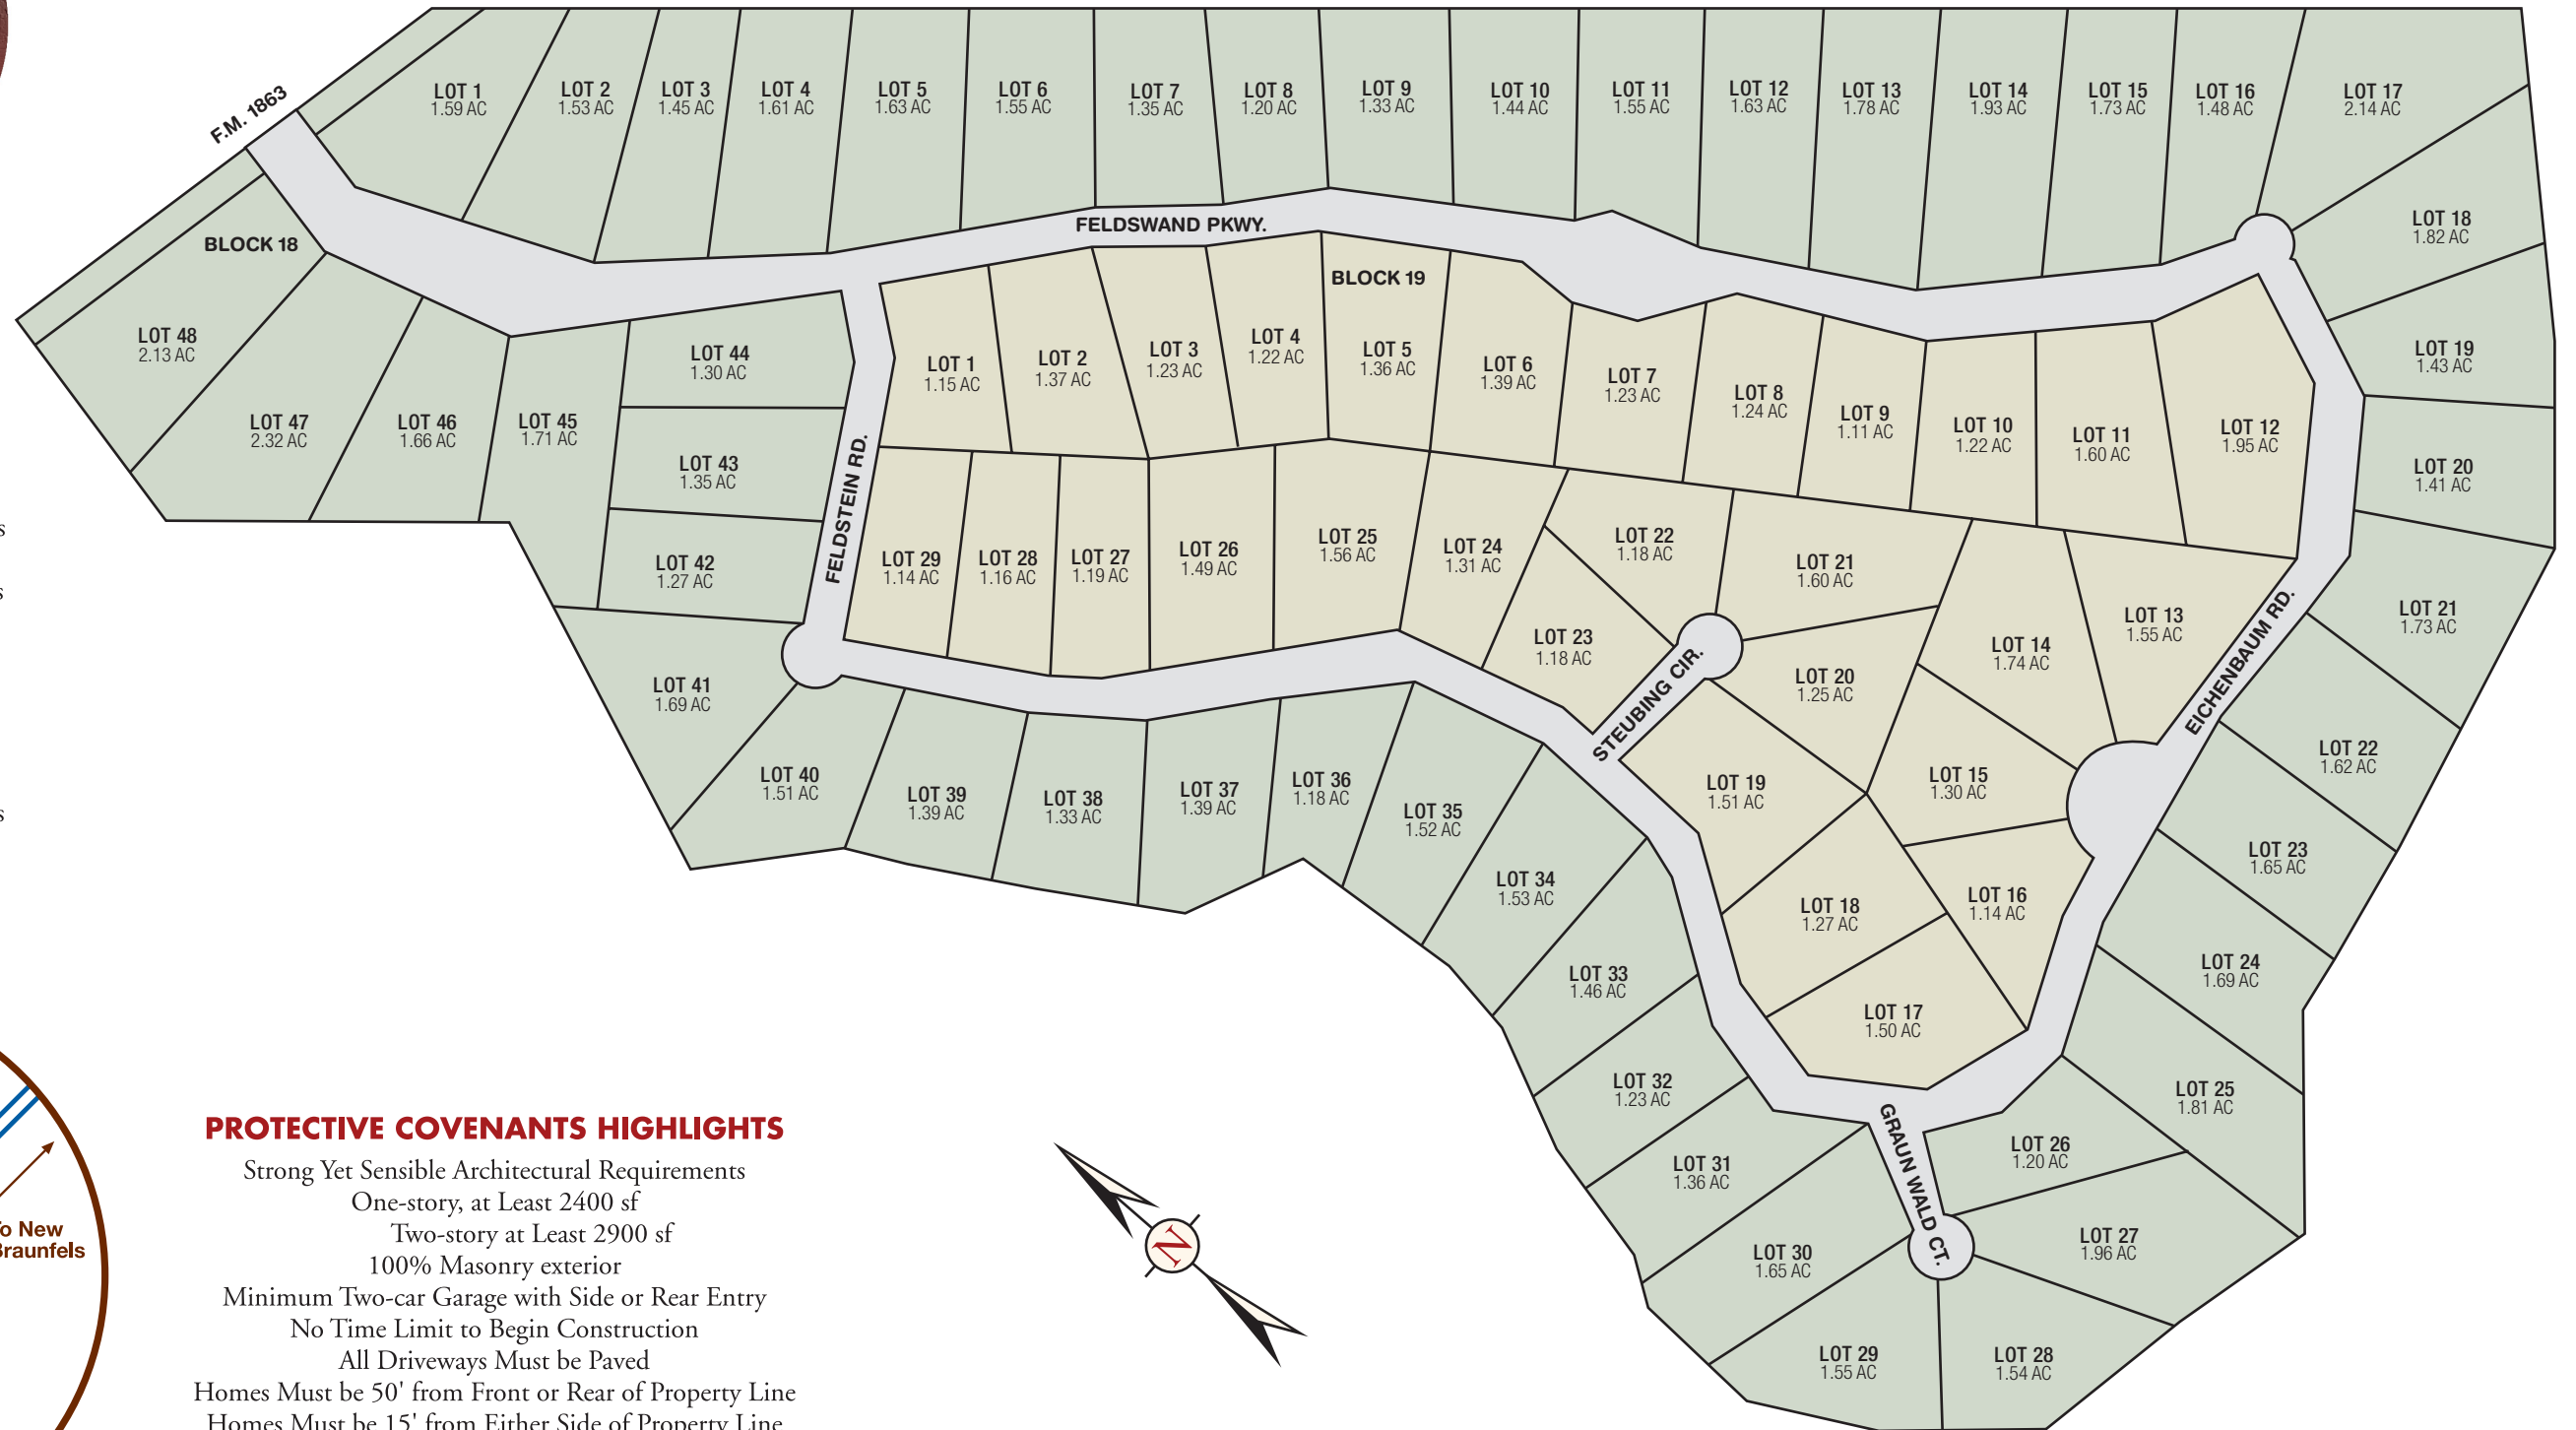 F.M. 1863
LOT 1
1.59 AC
LOT 2
1.53 AC
LOT 3
1.45 AC
LOT 4
1.61 AC
LOT 5
1.63 AC
LOT 6
1.55 AC
LOT 7
1.35 AC
LOT 8
1.20 AC
LOT 9
1.33 AC
LOT 10
1.44 AC
LOT 11
1.55 AC
LOT 12
1.63 AC
LOT 13
1.78 AC
LOT 14
1.93 AC
LOT 15
1.73 AC
LOT 16
1.48 AC
LOT 17
2.14 AC
LOT 18
1.82 AC
LOT 19
1.43 AC
LOT 20
1.41 AC
LOT 21
1.73 AC
LOT 22
1.62 AC
LOT 23
1.65 AC
LOT 24
1.69 AC
LOT 25
1.81 AC
LOT 26
1.20 AC
LOT 27
1.96 AC
LOT 28
1.54 AC
LOT 29
1.55 AC
LOT 30
1.65 AC
LOT 31
1.36 AC
LOT 32
1.23 AC
LOT 33
1.46 AC
LOT 34
1.53 AC
LOT 35
1.52 AC
LOT 36
1.18 AC
LOT 37
1.39 AC
LOT 38
1.33 AC
LOT 39
1.39 AC
LOT 40
1.51 AC
LOT 41
1.69 AC
LOT 42
1.27 AC
LOT 43
1.35 AC
LOT 44
1.30 AC
LOT 45
1.71 AC
LOT 46
1.66 AC
LOT 47
2.32 AC
LOT 48
2.13 AC
BLOCK 18
FELDSWAND PKWY.
BLOCK 19
LOT 1
1.15 AC
LOT 2
1.37 AC
LOT 3
1.23 AC
LOT 4
1.22 AC
LOT 5
1.36 AC
LOT 6
1.39 AC
LOT 7
1.23 AC
LOT 8
1.24 AC
LOT 9
1.11 AC
LOT 10
1.22 AC
LOT 11
1.60 AC
LOT 12
1.95 AC
LOT 13
1.55 AC
LOT 14
1.74 AC
LOT 15
1.30 AC
LOT 16
1.14 AC
LOT 17
1.50 AC
LOT 18
1.27 AC
LOT 19
1.51 AC
LOT 20
1.25 AC
LOT 21
1.60 AC
LOT 22
1.18 AC
LOT 23
1.18 AC
LOT 24
1.31 AC
LOT 25
1.56 AC
LOT 26
1.49 AC
LOT 27
1.19 AC
LOT 28
1.16 AC
LOT 29
1.14 AC
FELDSTEIN RD.
STEUBING CIR.
EICHENBAUM RD.
GRAUN WALD CT.
N
New
Braunfels
PROTECTIVE COVENANTS HIGHLIGHTS
Strong Yet Sensible Architectural Requirements
One-story, at Least 2400 sf
Two-story at Least 2900 sf
100% Masonry exterior
Minimum Two-car Garage with Side or Rear Entry
No Time Limit to Begin Construction
All Driveways Must be Paved
Homes Must be 50' from Front or Rear of Property Line
Homes Must be 15' from Either Side of Property Line